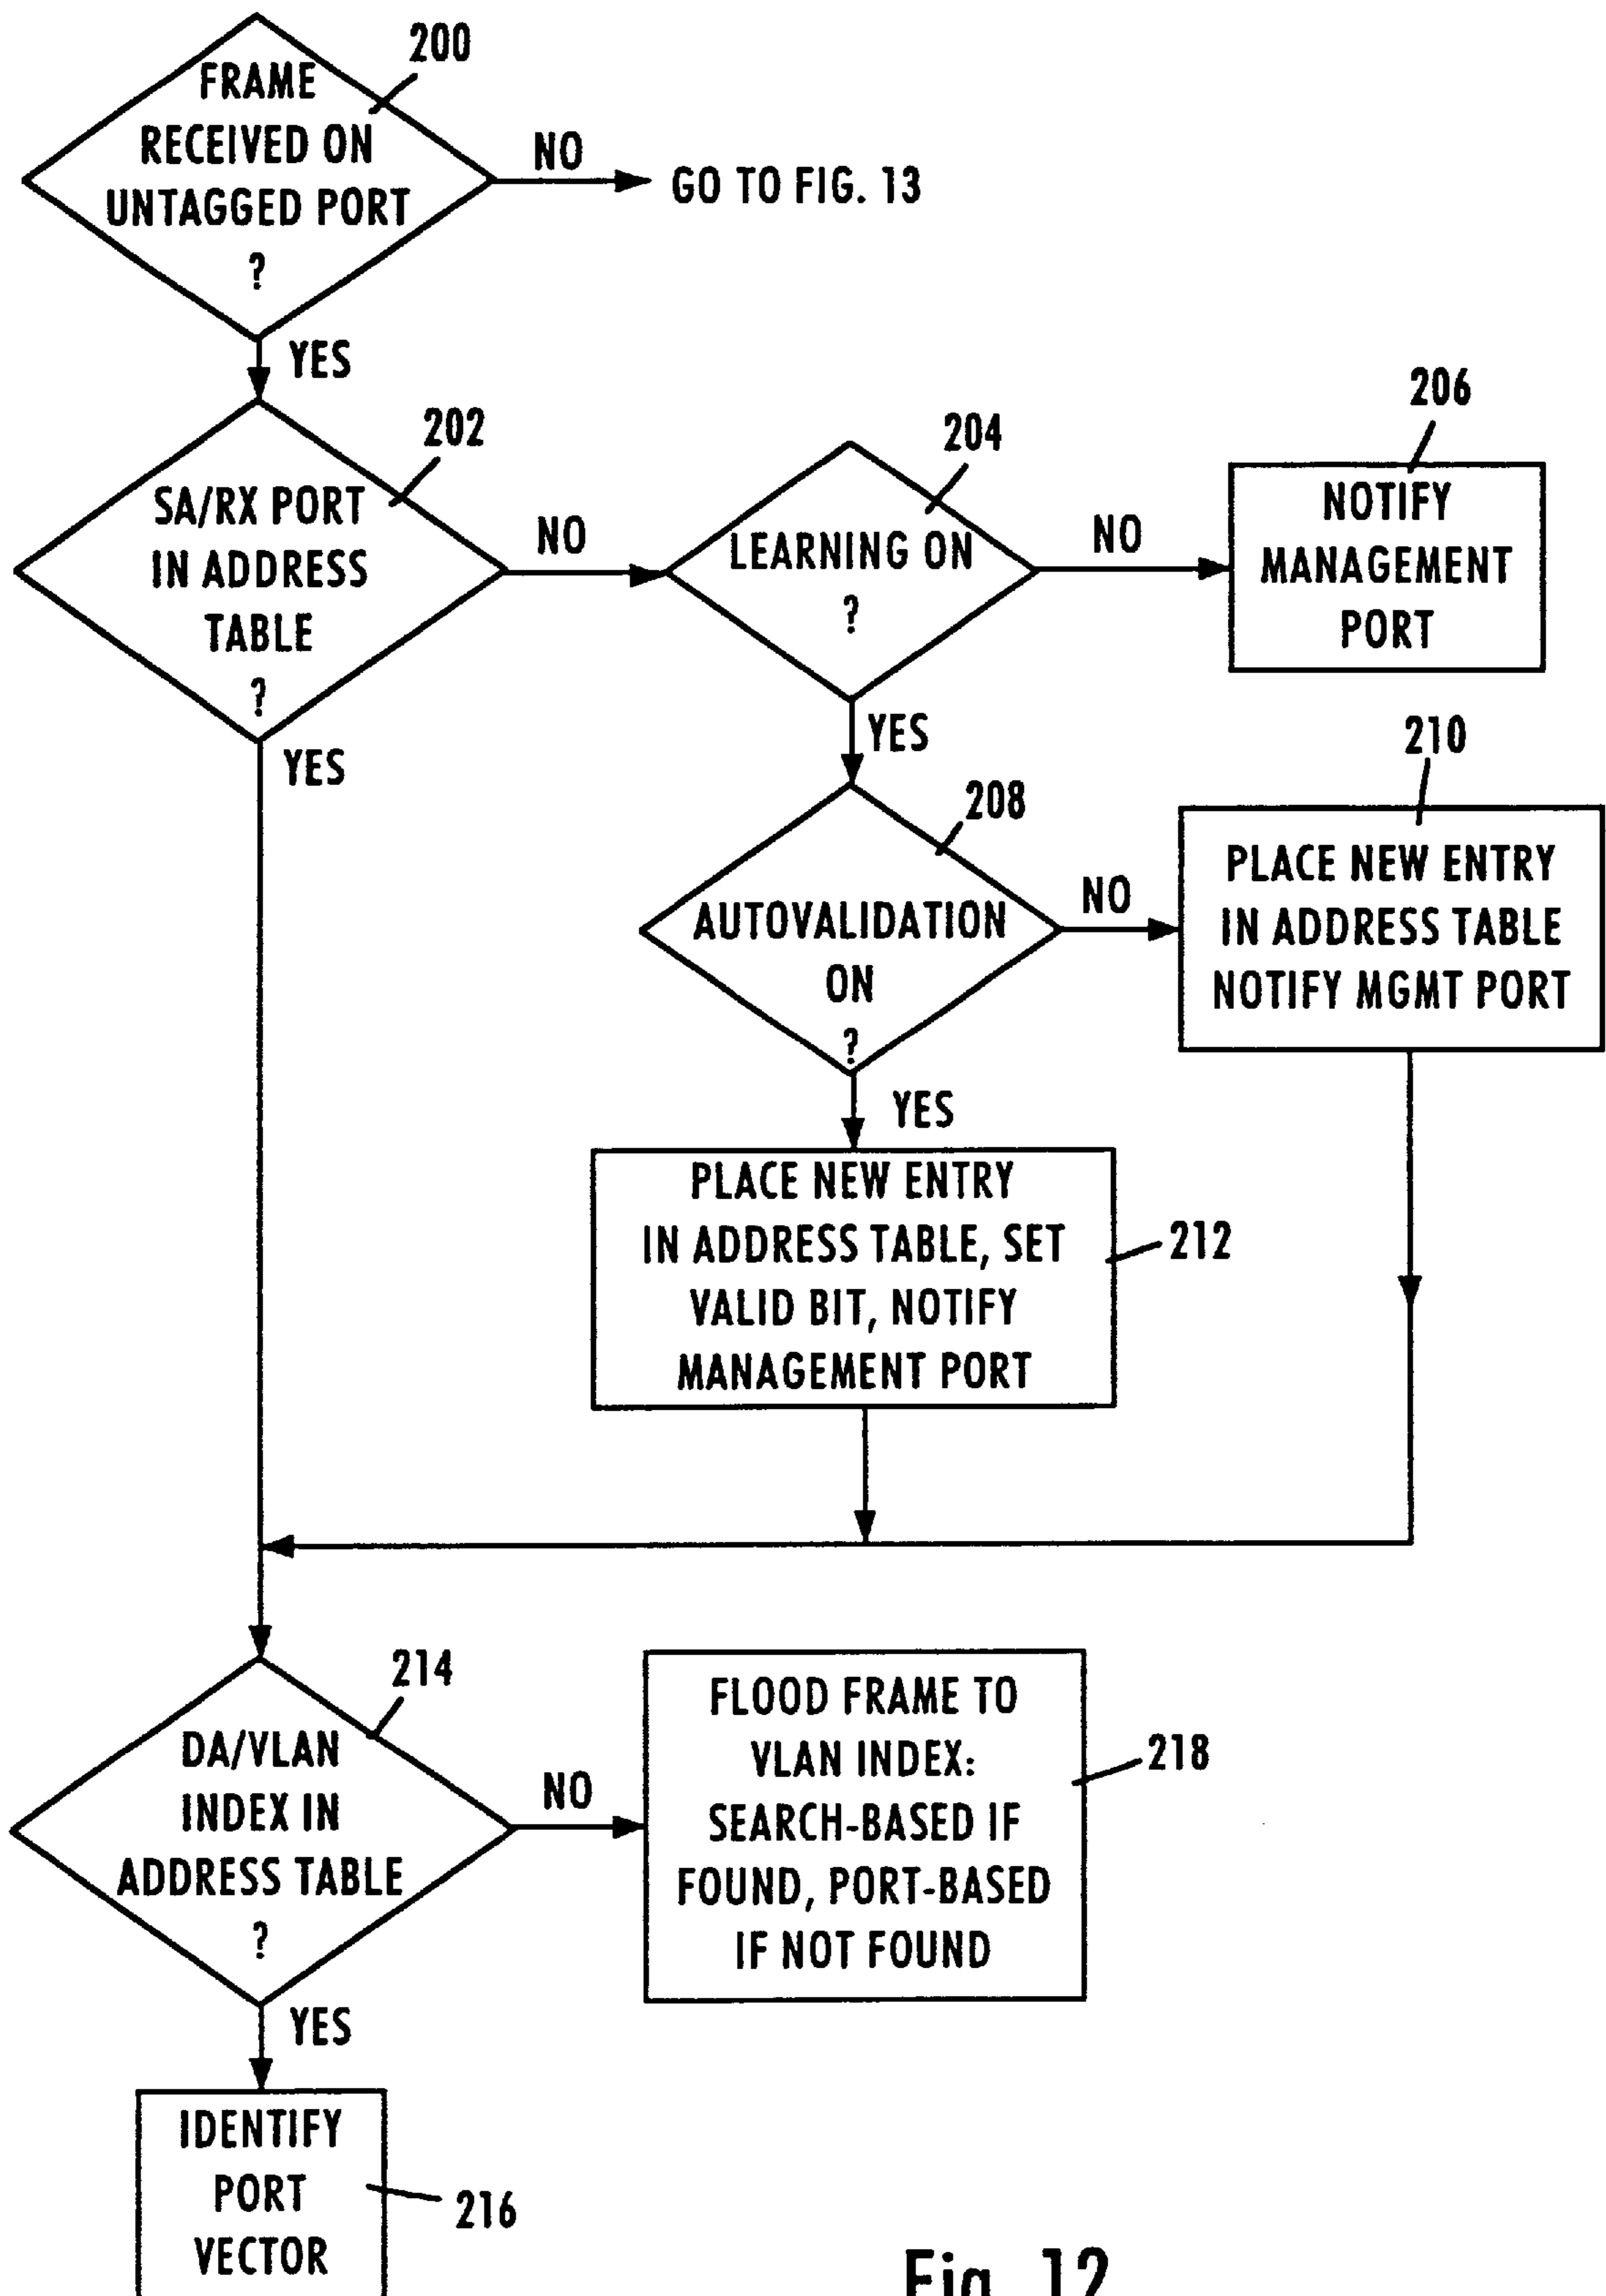 200
FRAME
RECEIVED ON
UNTAGGED PORT
?
NO
GO TO FIG. 13
YES
202
SA/RX PORT
IN ADDRESS
TABLE
?
NO
YES
204
LEARNING ON
?
NO
YES
206
NOTIFY
MANAGEMENT
PORT
208
AUTOVALIDATION
ON
?
NO
YES
210
PLACE NEW ENTRY
IN ADDRESS TABLE
NOTIFY MGMT PORT
PLACE NEW ENTRY
IN ADDRESS TABLE, SET
VALID BIT, NOTIFY
MANAGEMENT PORT
212
214
DA/VLAN
INDEX IN
ADDRESS TABLE
?
NO
YES
FLOOD FRAME TO
VLAN INDEX:
SEARCH-BASED IF
FOUND, PORT-BASED
IF NOT FOUND
218
IDENTIFY
PORT
VECTOR
216
Fig. 12